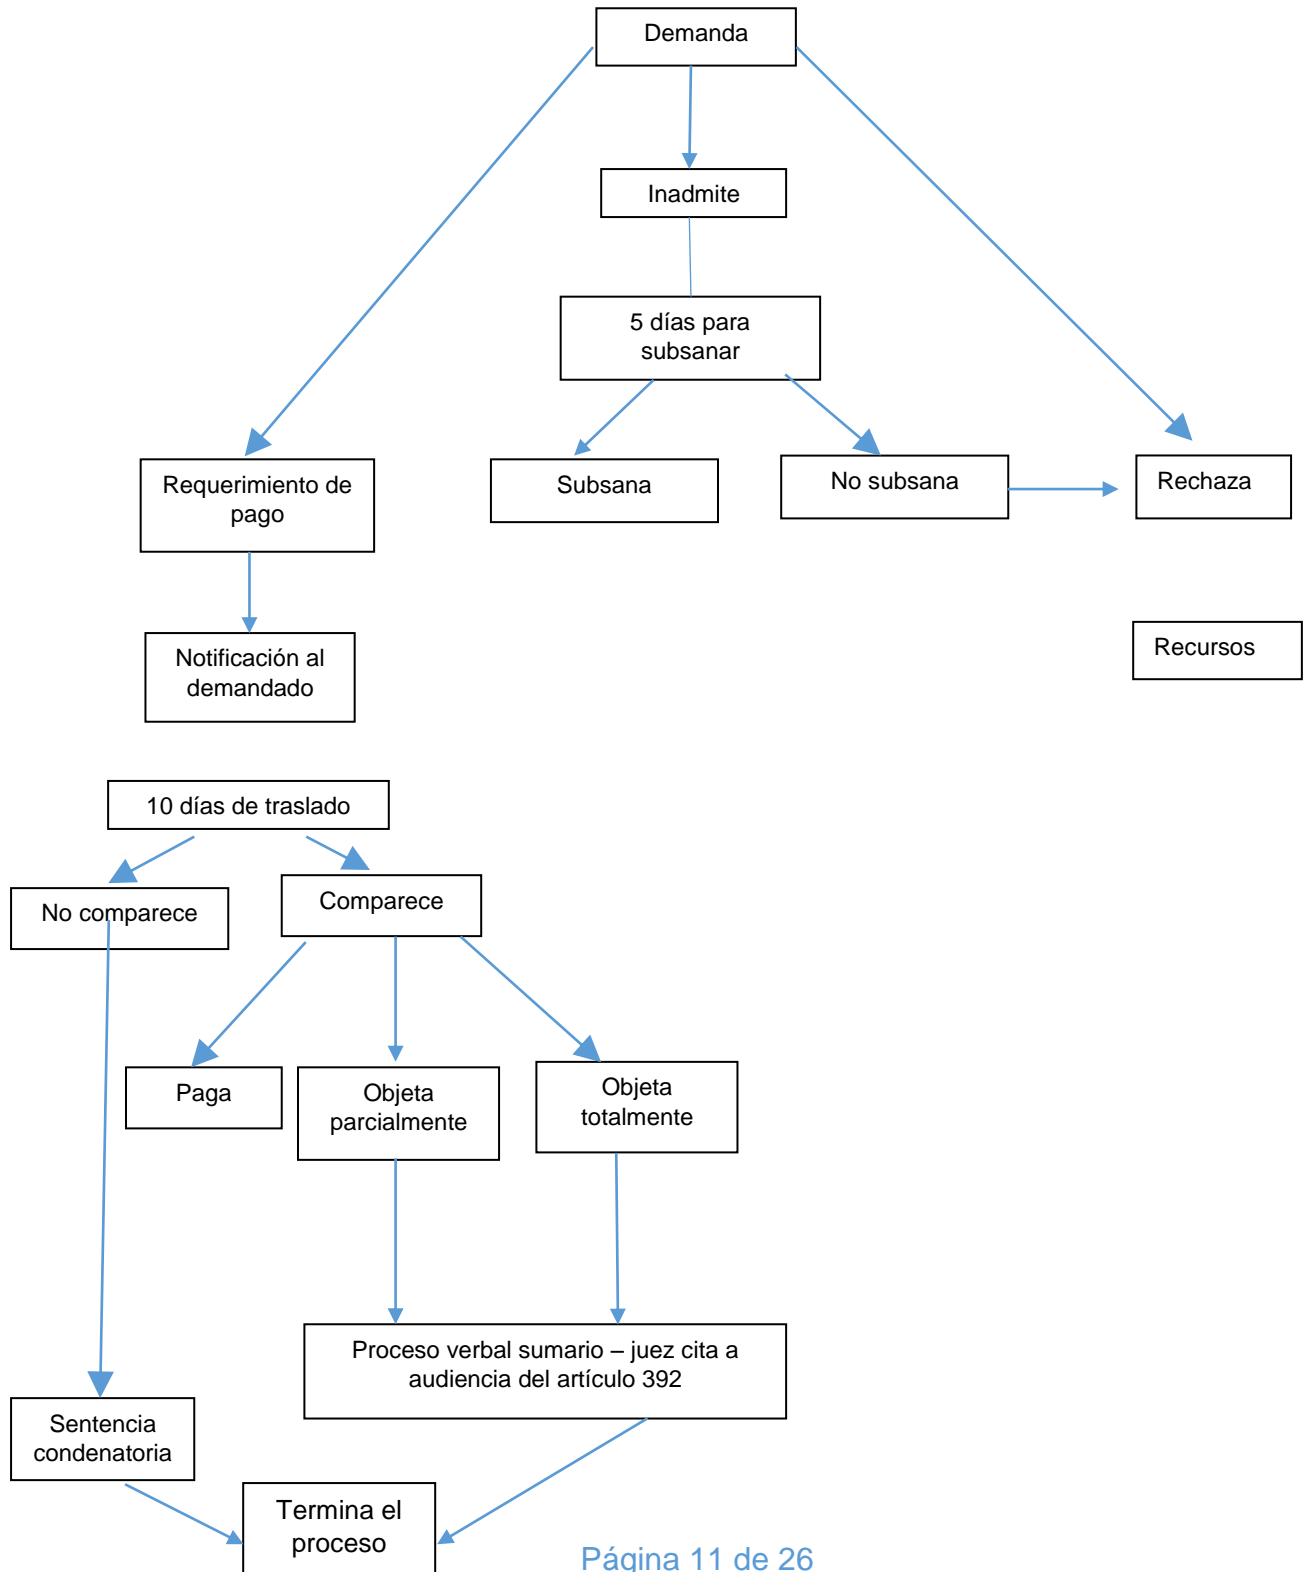 Demanda
Inadmite
5 días para
subsanar
Requerimiento de
pago
Subsana
No subsana
Rechaza
Notificación al
demandado
Recursos
10 días de traslado
No comparece
Comparece
Paga
Objeta
parcialmente
Objeta
totalmente
Proceso verbal sumario – juez cita a
audiencia del artículo 392
Sentencia
condenatoria
Termina el
proceso
Página 11 de 26